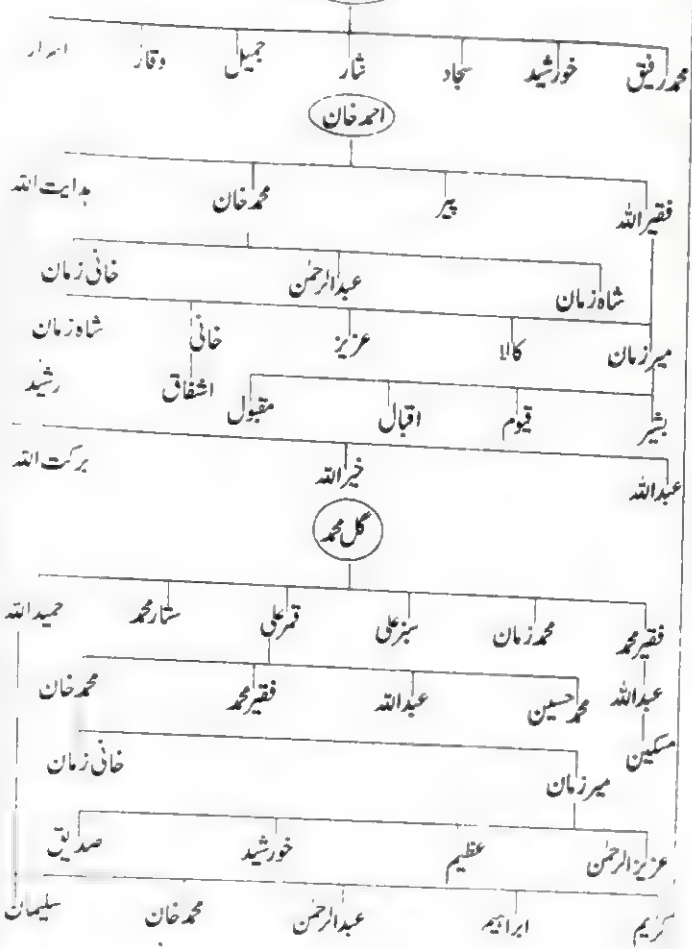 محمد رفیق خورشید سجاد نثار جمیل وقار اسرار
احمد خان
فقیر اللہ پیر محمد خان ہدایت اللہ
شاہ زمان عبدالرحمٰن خانی زمان
میر زمان کالا عزیز خانی شاہ زمان
بشیر قیوم اقبال مقبول اشفاق رشید
عبداللہ خیر اللہ برکت اللہ
گل محمد
فقیر محمد محمد زمان سبز علی قمر علی ستار محمد حمید اللہ
عبداللہ محمد حسین عبداللہ فقیر محمد محمد خان
مسکین میر زمان خانی زمان
عزیز الرحمٰن عظیم خورشید صدیق
کریم ابراہیم عبدالرحمٰن محمد خان سلیمان